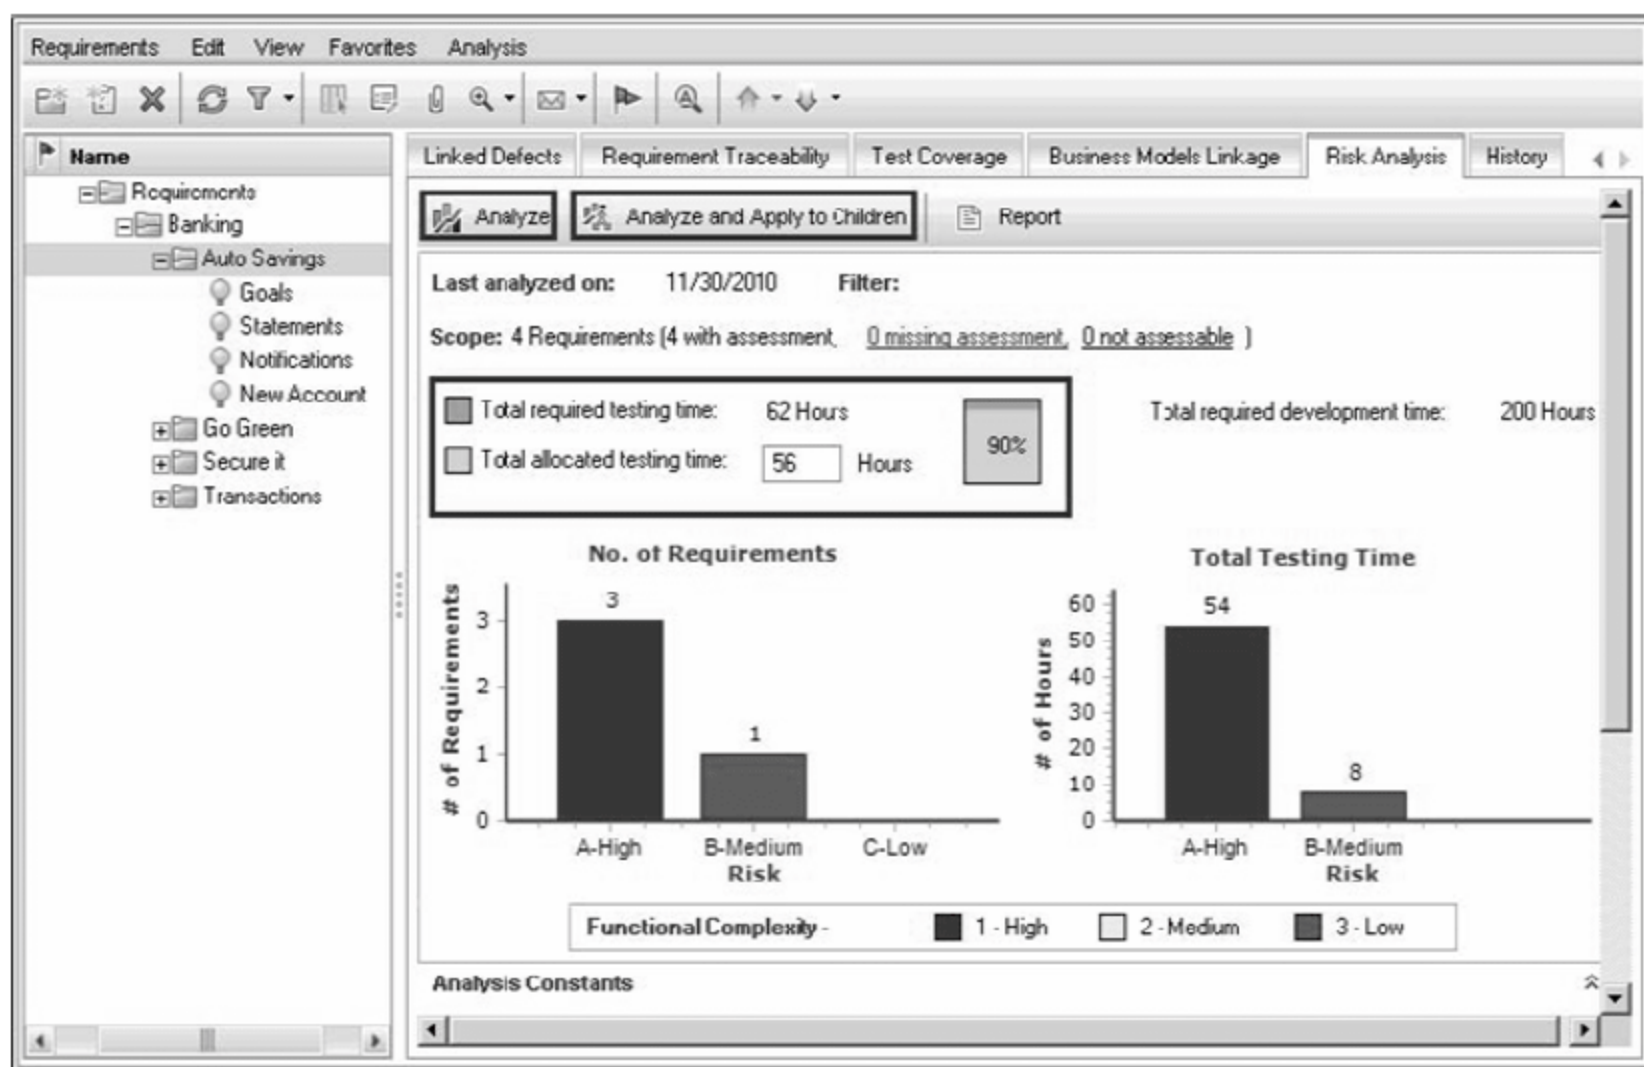 Requirements Edit View Favorites Analysis
Name
Requirements
Banking
Auto Savings
Goals
Statements
Notifications
New Account
Go Green
Secure it
Transactions
Linked Defects Requirement Traceability Test Coverage Business Models Linkage Risk Analysis History
Analyze Analyze and Apply to Children Report
Last analyzed on: 11/30/2010 Filter:
Scope: 4 Requirements (4 with assessment, 0 missing assessment, 0 not assessable )
Total required testing time: 62 Hours
Total allocated testing time: 56 Hours
90%
Total required development time: 200 Hours
No. of Requirements
# of Requirements
3
2
1
0
3
1
A-High B-Medium C-Low
Risk
Total Testing Time
# of Hours
60
50
40
30
20
10
0
54
8
A-High B-Medium
Risk
Functional Complexity - 1 - High 2 - Medium 3 - Low
Analysis Constants